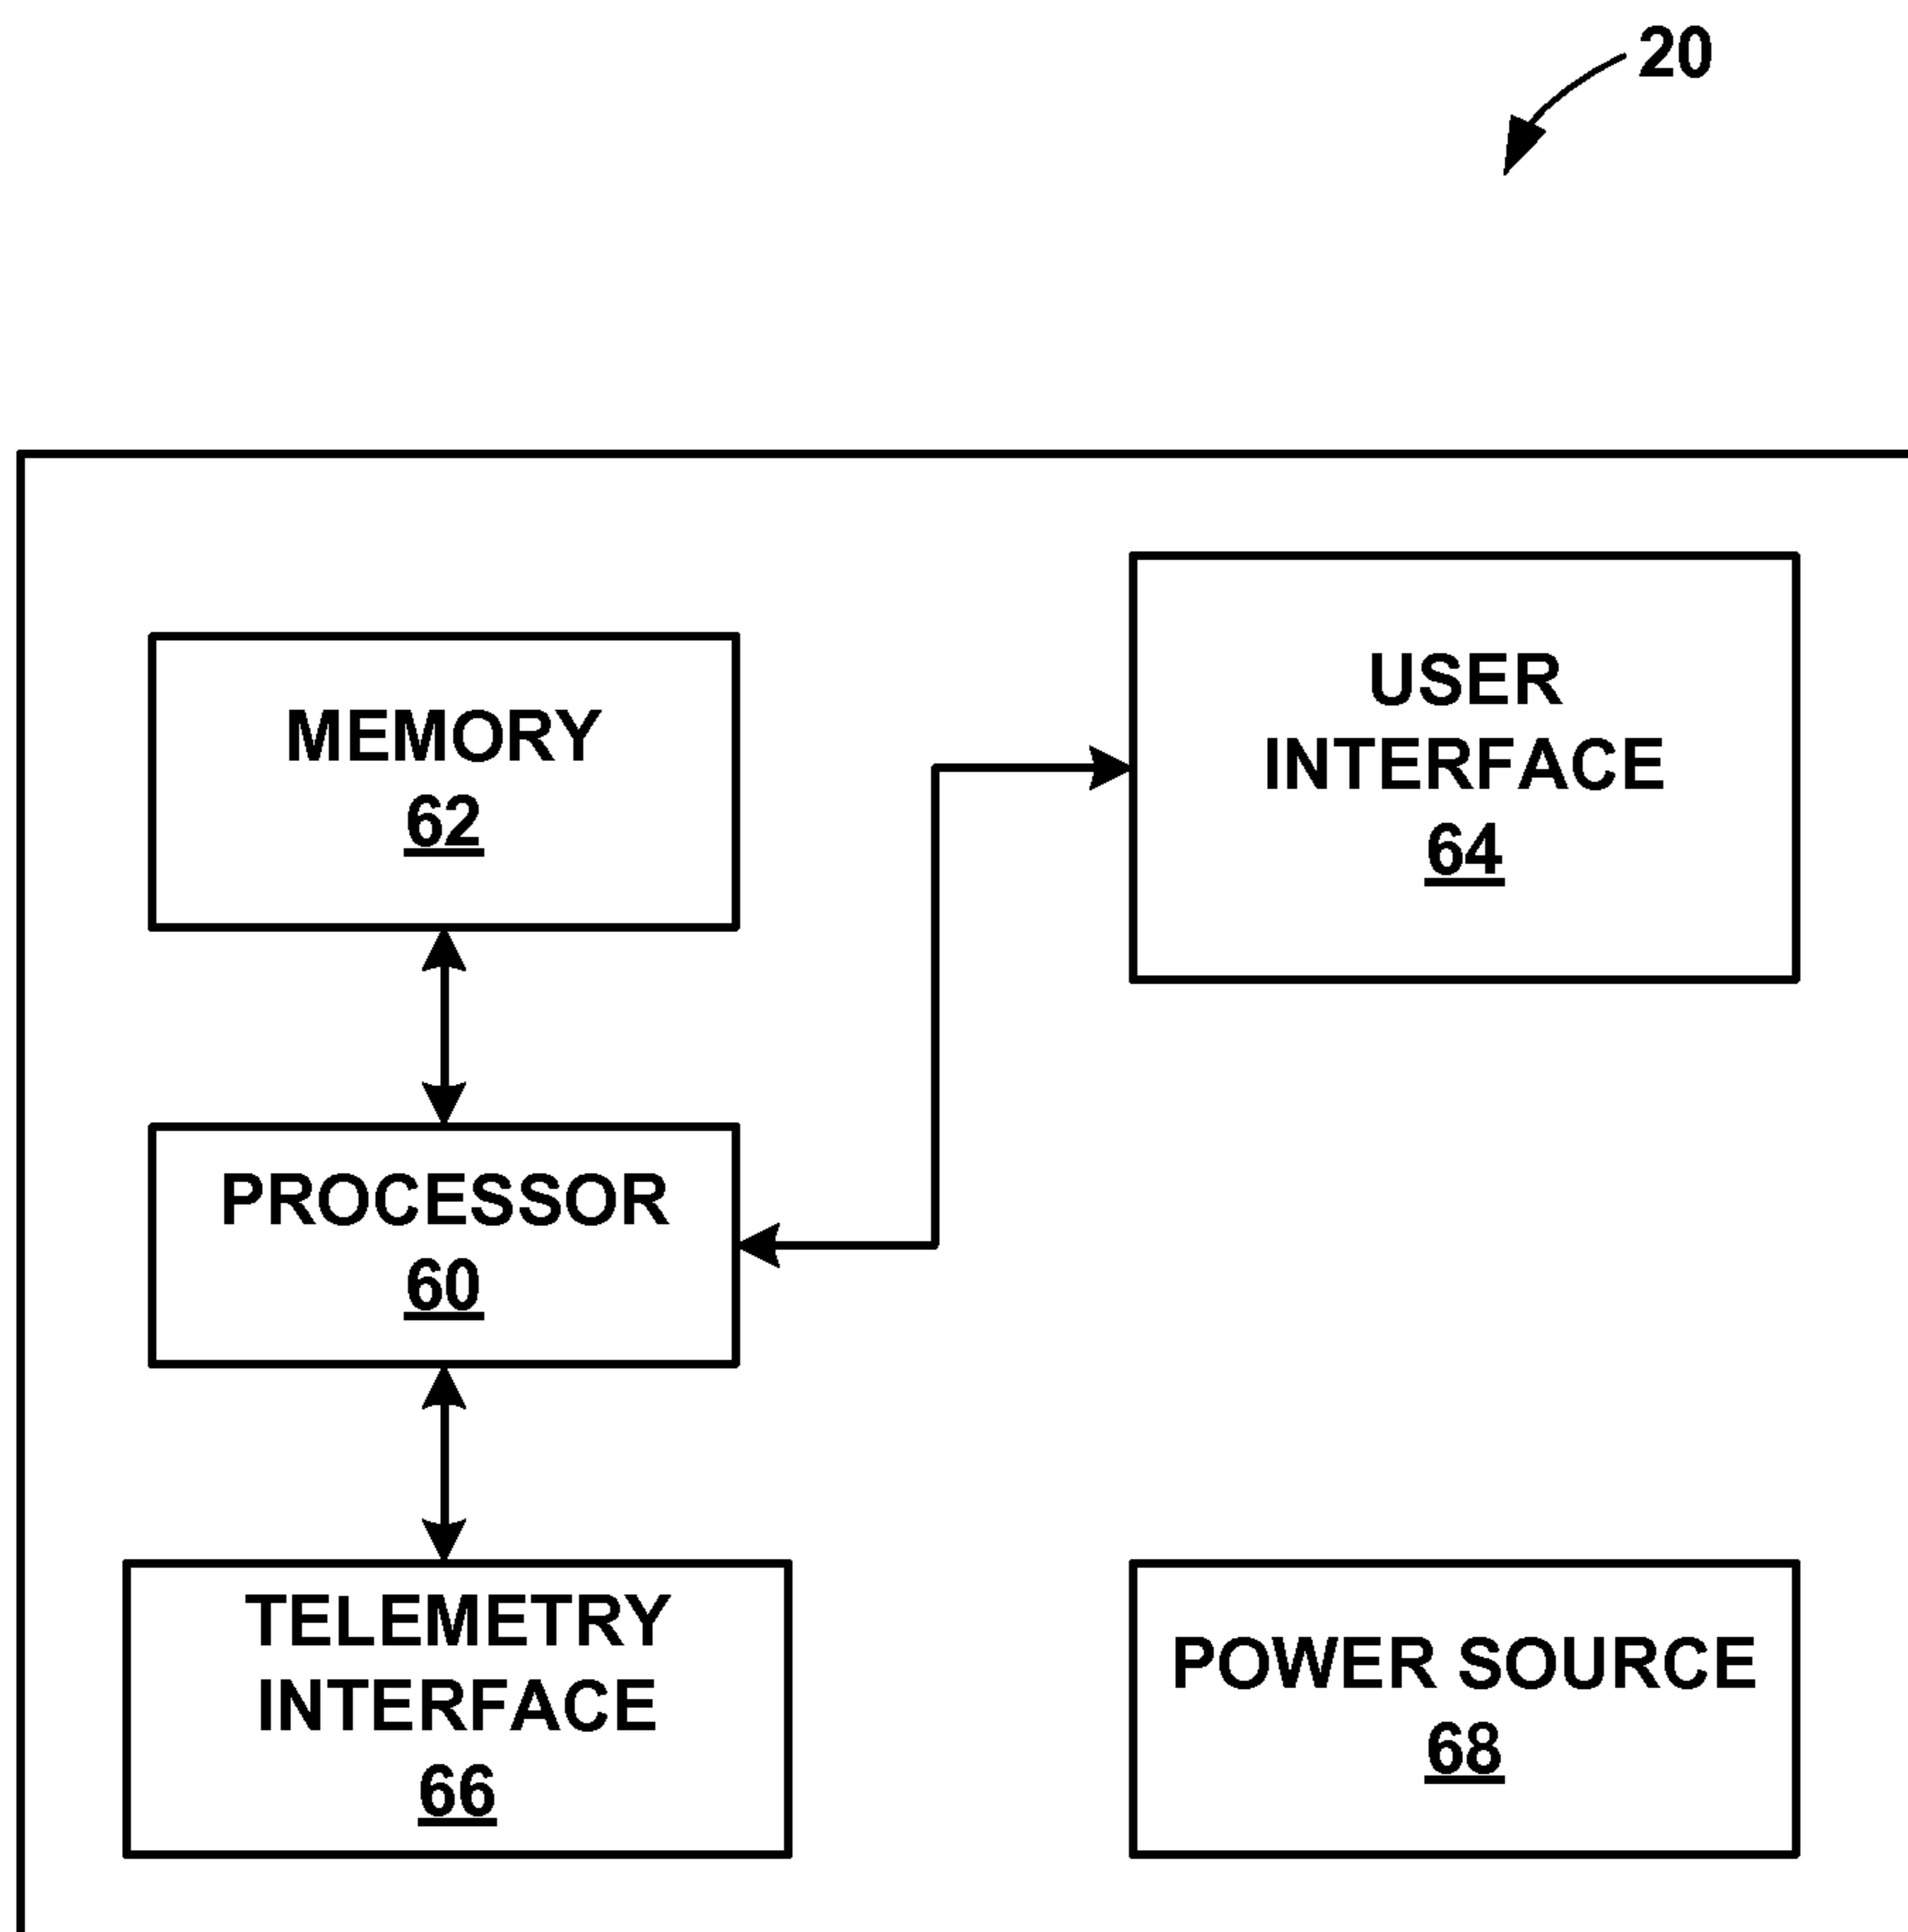 20
MEMORY
62
USER
INTERFACE
64
PROCESSOR
60
TELEMETRY
INTERFACE
66
POWER SOURCE
68